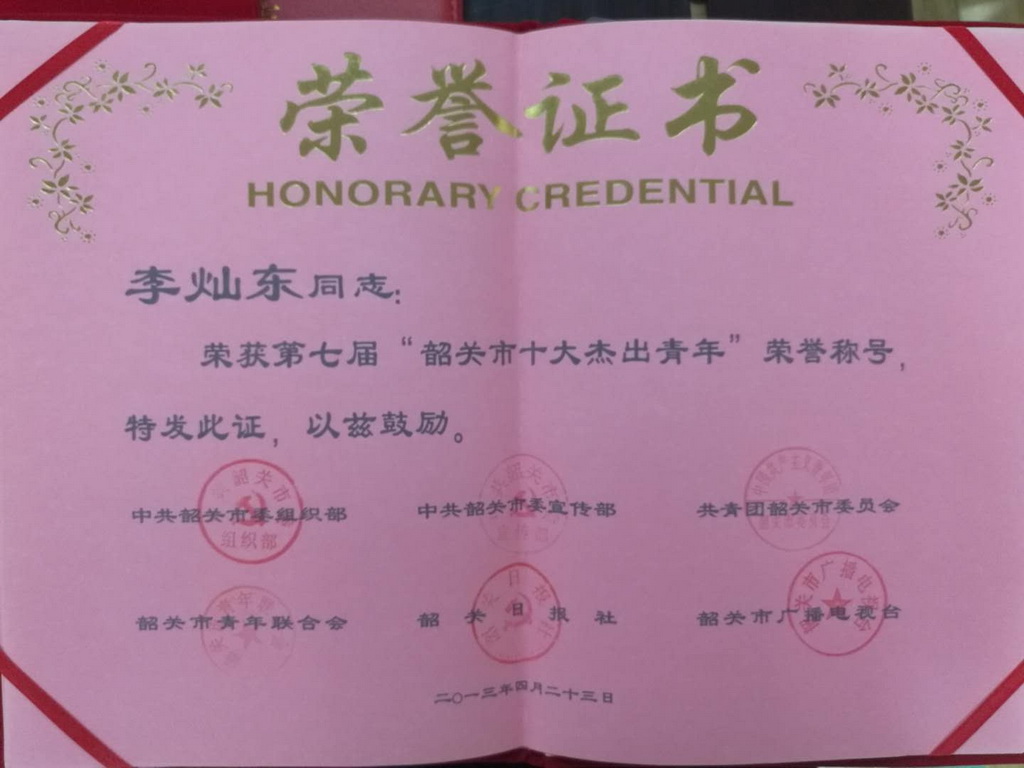 荣誉证书
HONORARY CREDENTIAL
李灿东同志：
荣获第七届“韶关市十大杰出青年”荣誉称号，
特发此证，以兹鼓励。
中共韶关市委组织部 中共韶关市委宣传部 共青团韶关市委员会
韶关市青年联合会 韶关日报社 韶关市广播电视台
二〇一三年四月二十三日
组织部